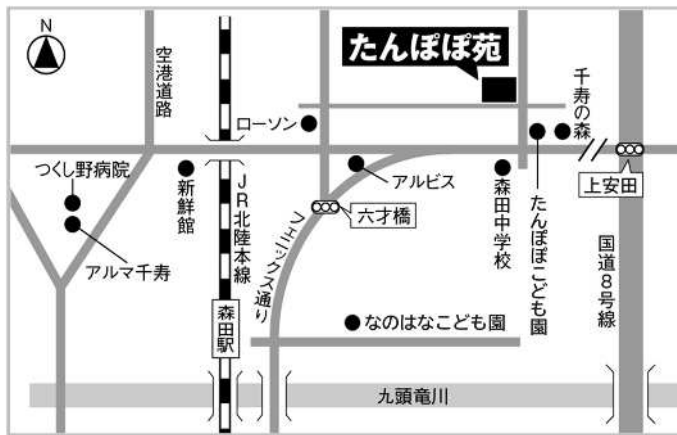 N
空港道路
たんぽぽ苑
千寿の森
ローソン
つくし野病院
新鮮館
JR北陸本線
アルビス
森田中学校
たんぽぽこども園
上安田
六才橋
アルマ千寿
フェニックス通り
国道8号線
森田駅
なのはなこども園
九頭竜川